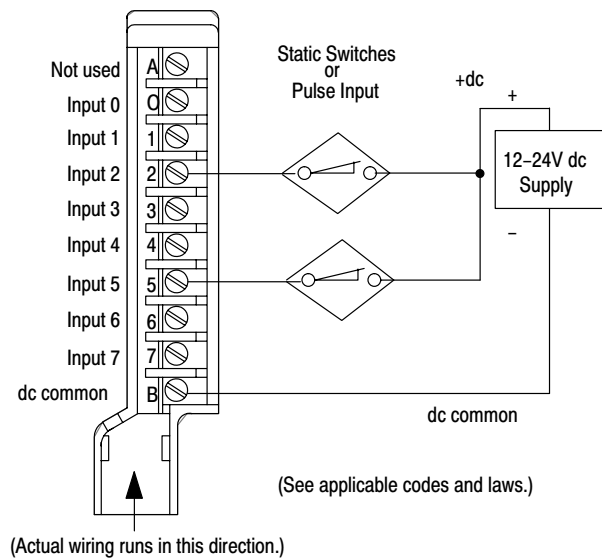 Static Switches
or
Pulse Input
Not used A
Input 0 O
Input 1 1
Input 2 2
Input 3 3
Input 4 4
Input 5 5
Input 6 6
Input 7 7
dc common B
+dc
+
12–24V dc
Supply
–
dc common
(See applicable codes and laws.)
(Actual wiring runs in this direction.)